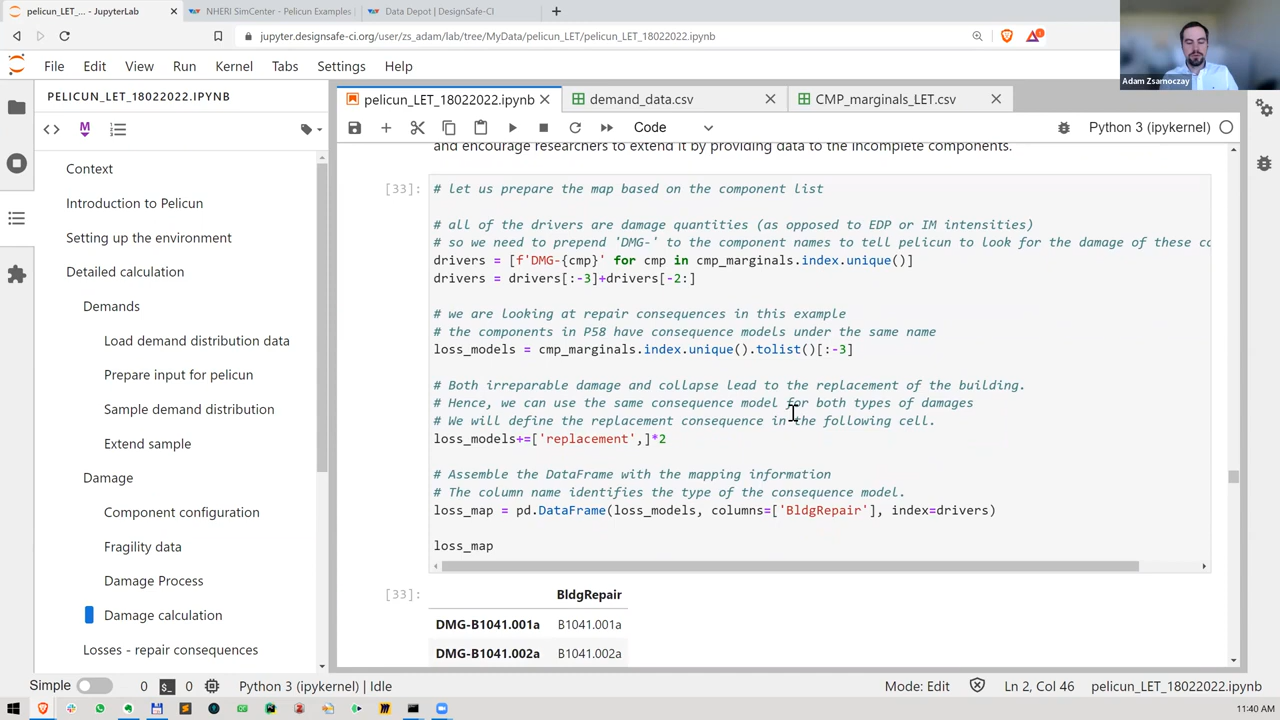 pelicun_LET_... - JupyterLab
NHERI SimCenter - Pelicun Examples
Data Depot | DesignSafe-CI
jupyter.designsafe-ci.org/user/zs_adam/lab/tree/MyData/pelicun_LET/pelicun_LET_18022022.ipynb
Adam Zsarnoczay
File Edit View Run Kernel Tabs Settings Help
PELICUN_LET_18022022.IPYNB
Context
Introduction to Pelicun
Setting up the environment
Detailed calculation
Demands
Load demand distribution data
Prepare input for pelicun
Sample demand distribution
Extend sample
Damage
Component configuration
Fragility data
Damage Process
Damage calculation
Losses - repair consequences
pelicun_LET_18022022.ipynb
demand_data.csv
CMP_marginals_LET.csv
Code
Python 3 (ipykernel)
and encourage researchers to extend it by providing data to the incomplete components.
[33]:
# let us prepare the map based on the component list
# all of the drivers are damage quantities (as opposed to EDP or IM intensities)
# so we need to prepend 'DMG-' to the component names to tell pelicun to look for the damage of these co
drivers = [f'DMG-{cmp}' for cmp in cmp_marginals.index.unique()]
drivers = drivers[:-3]+drivers[-2:]
# we are looking at repair consequences in this example
# the components in P58 have consequence models under the same name
loss_models = cmp_marginals.index.unique().tolist()[:-3]
# Both irreparable damage and collapse lead to the replacement of the building.
# Hence, we can use the same consequence model for both types of damages
# We will define the replacement consequence in the following cell.
loss_models+=['replacement',]*2
# Assemble the DataFrame with the mapping information
# The column name identifies the type of the consequence model.
loss_map = pd.DataFrame(loss_models, columns=['BldgRepair'], index=drivers)
loss_map
[33]:
BldgRepair
DMG-B1041.001a B1041.001a
DMG-B1041.002a B1041.002a
Simple 0 0 Python 3 (ipykernel) | Idle
Mode: Edit Ln 2, Col 46 pelicun_LET_18022022.ipynb
11:40 AM